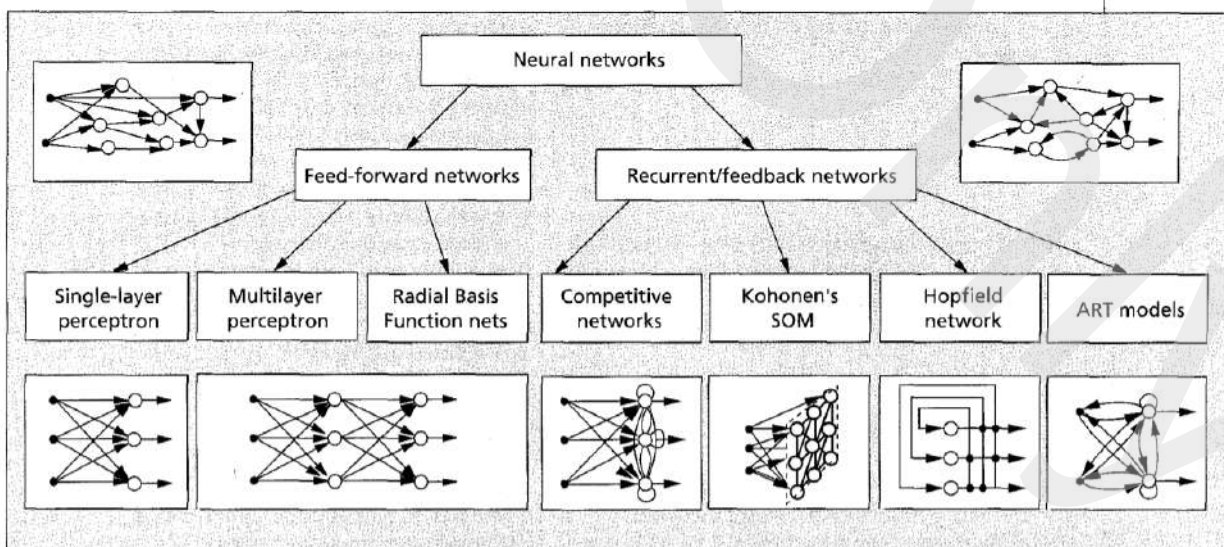 Neural networks
Feed-forward networks
Recurrent/feedback networks
Single-layer
perceptron
Multilayer
perceptron
Radial Basis
Function nets
Competitive
networks
Kohonen's
SOM
Hopfield
network
ART models